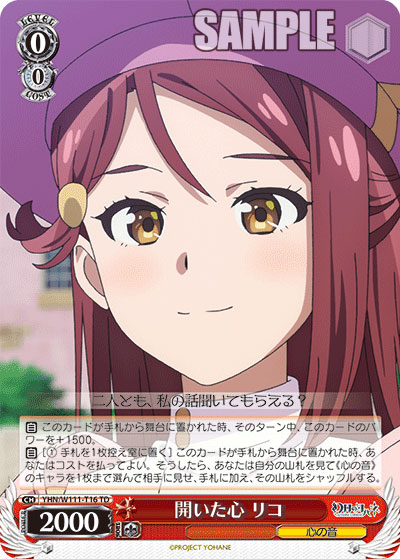 LEVEL
0
0
COST
SAMPLE
二人とも、私の話聞いてもらえる？
自 このカードが手札から舞台に置かれた時、そのターン中、このカードのパ
ワーを+1500。
自 [① 手札を1枚控え室に置く] このカードが手札から舞台に置かれた時、あ
なたはコストを払ってよい。そうしたら、あなたは自分の山札を見て《心の音》
のキャラを1枚まで選んで相手に見せ、手札に加え、その山札をシャッフルする。
CH YHN/W111-T16 TD
2000
開いた心 リコ
心の音
©PROJECT YOHANE